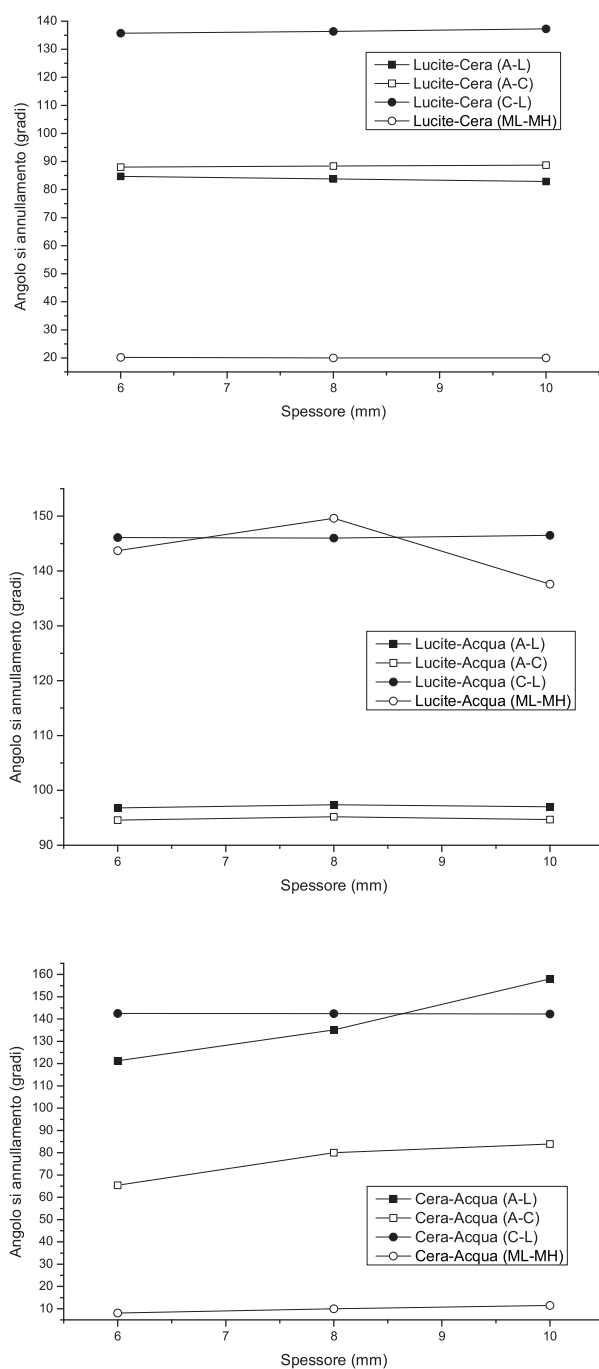 140
130
120
110
100
90
80
70
60
50
40
30
20
Angolo si annullamento (gradi)
Lucite-Cera (A-L)
Lucite-Cera (A-C)
Lucite-Cera (C-L)
Lucite-Cera (ML-MH)
6 7 8 9 10
Spessore (mm)
150
140
130
120
110
100
90
Angolo si annullamento (gradi)
Lucite-Acqua (A-L)
Lucite-Acqua (A-C)
Lucite-Acqua (C-L)
Lucite-Acqua (ML-MH)
6 7 8 9 10
Spessore (mm)
160
150
140
130
120
110
100
90
80
70
60
50
40
30
20
10
Angolo si annullamento (gradi)
Cera-Acqua (A-L)
Cera-Acqua (A-C)
Cera-Acqua (C-L)
Cera-Acqua (ML-MH)
6 7 8 9 10
Spessore (mm)